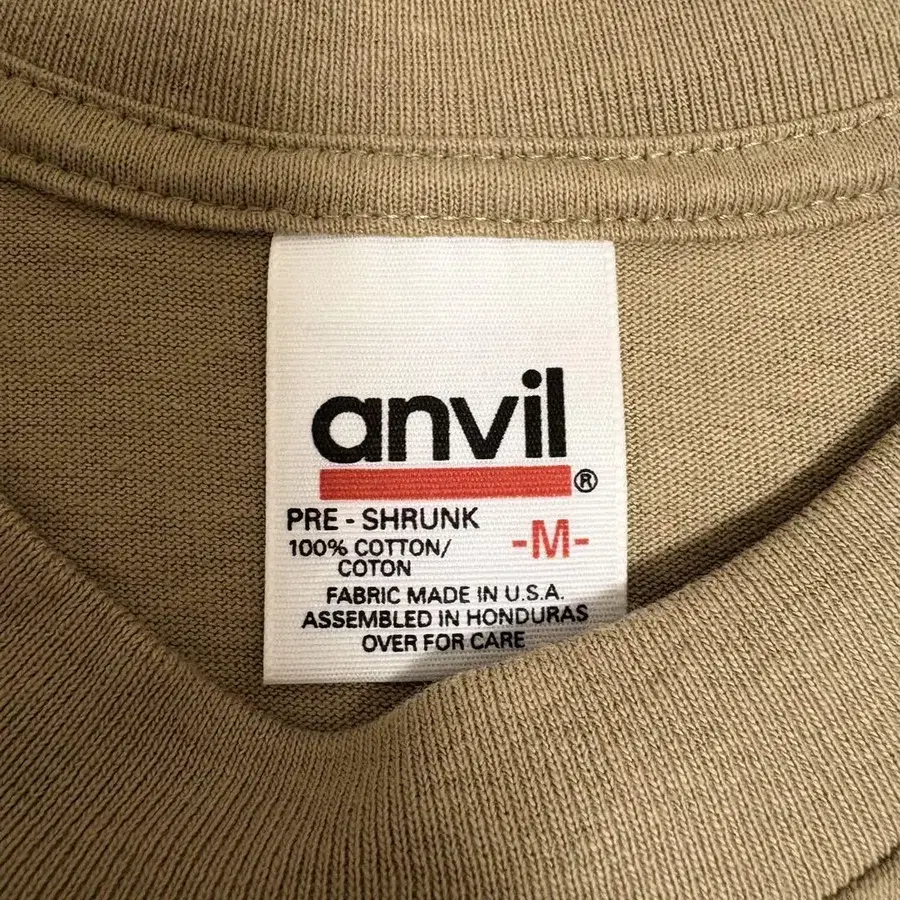 anvil®
PRE - SHRUNK
-M-
100% COTTON/
COTON
FABRIC MADE IN U.S.A.
ASSEMBLED IN HONDURAS
OVER FOR CARE